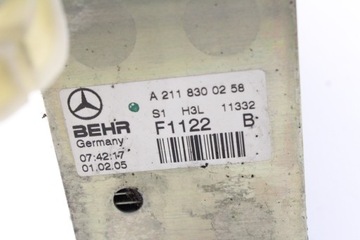 A 211 830 02 58
S1 H3L 11332
BEHR
Germany
F1122 B
07:42:17
01.02.05